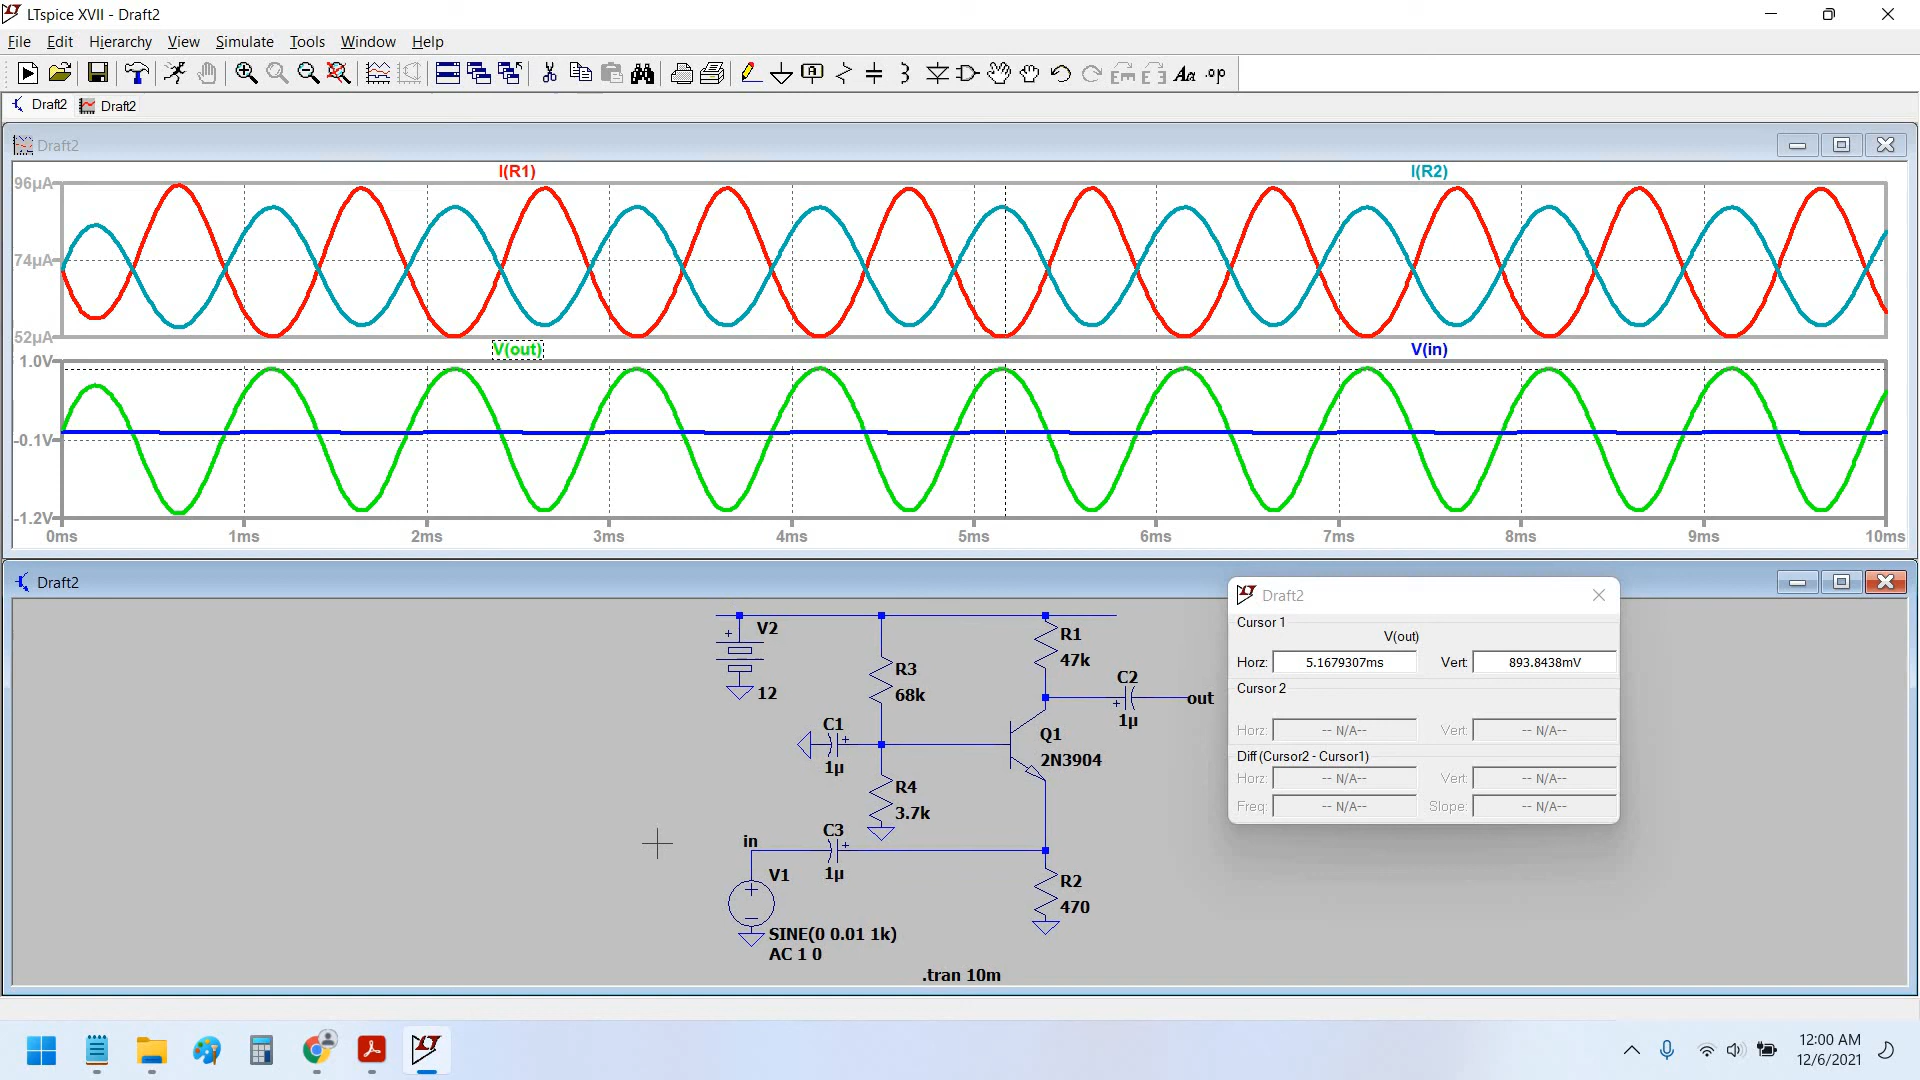 LTspice XVII - Draft2
File Edit Hierarchy View Simulate Tools Window Help
Draft2 Draft2
Draft2
I(R1) I(R2)
96µA
74µA
52µA
V(out) V(in)
1.0V
-0.1V
-1.2V
0ms 1ms 2ms 3ms 4ms 5ms 6ms 7ms 8ms 9ms 10ms
Draft2
V2
12
R3
68k
R1
47k
C2
1µ
out
C1
1µ
Q1
2N3904
R4
3.7k
in
C3
1µ
V1
SINE(0 0.01 1k)
AC 1 0
R2
470
.tran 10m
Draft2
Cursor 1
V(out)
Horz: 5.1679307ms Vert: 893.8438mV
Cursor 2
Horz: -- N/A-- Vert: -- N/A--
Diff (Cursor2 - Cursor1)
Horz: -- N/A-- Vert: -- N/A--
Freq: -- N/A-- Slope: -- N/A--
12:00 AM
12/6/2021